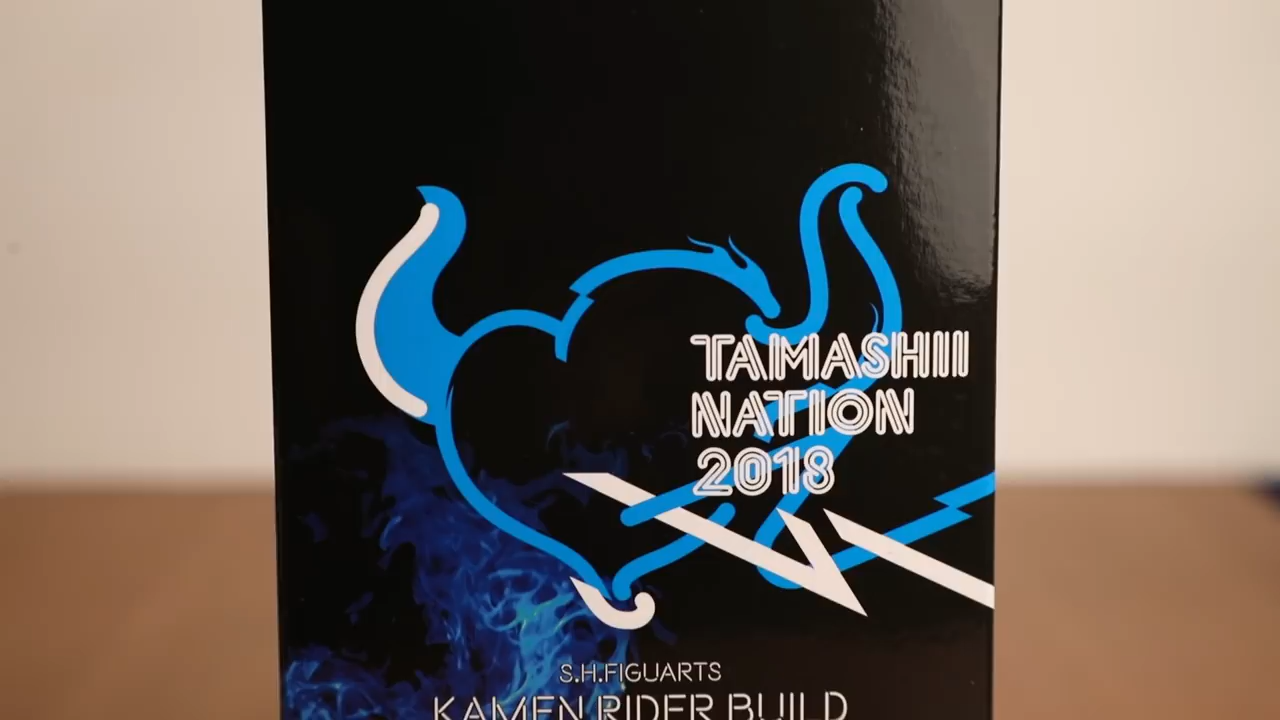 TAMASHII
NATION
2018
S.H.FIGUARTS
KAMEN RIDER BUILD